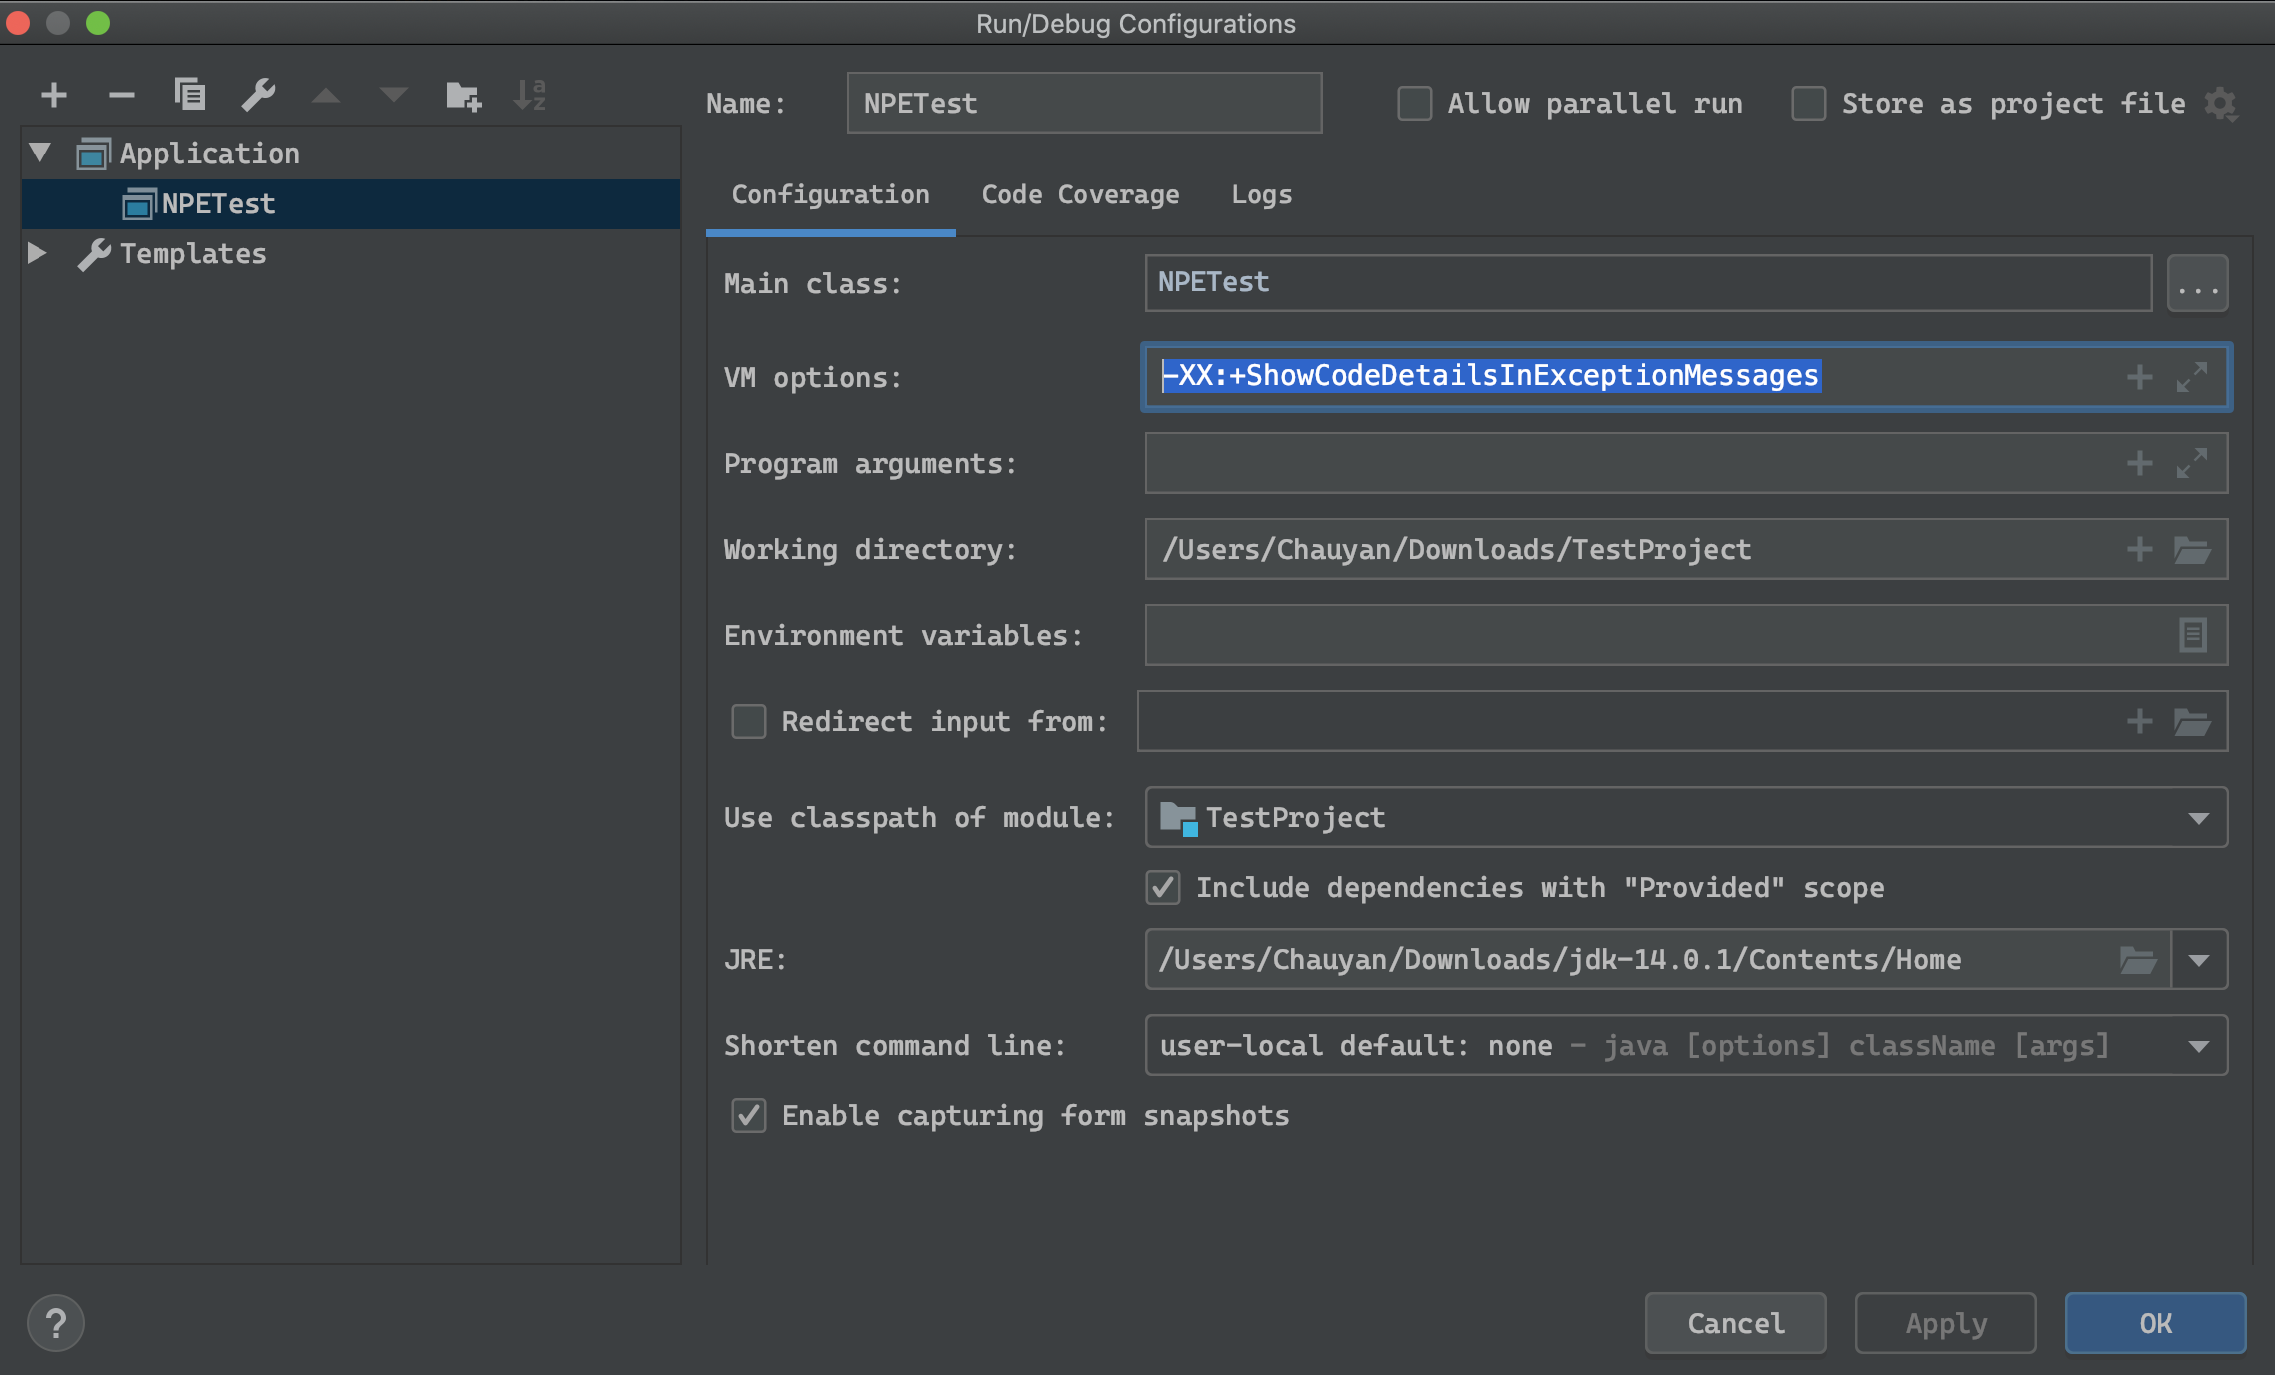 Run/Debug Configurations
Name: NPETest Allow parallel run Store as project file
Application
NPETest
Templates
Configuration Code Coverage Logs
Main class: NPETest ...
VM options: -XX:+ShowCodeDetailsInExceptionMessages
Program arguments:
Working directory: /Users/Chauyan/Downloads/TestProject
Environment variables:
Redirect input from:
Use classpath of module: TestProject
Include dependencies with "Provided" scope
JRE: /Users/Chauyan/Downloads/jdk-14.0.1/Contents/Home
Shorten command line: user-local default: none - java [options] className [args]
Enable capturing form snapshots
? Cancel Apply OK